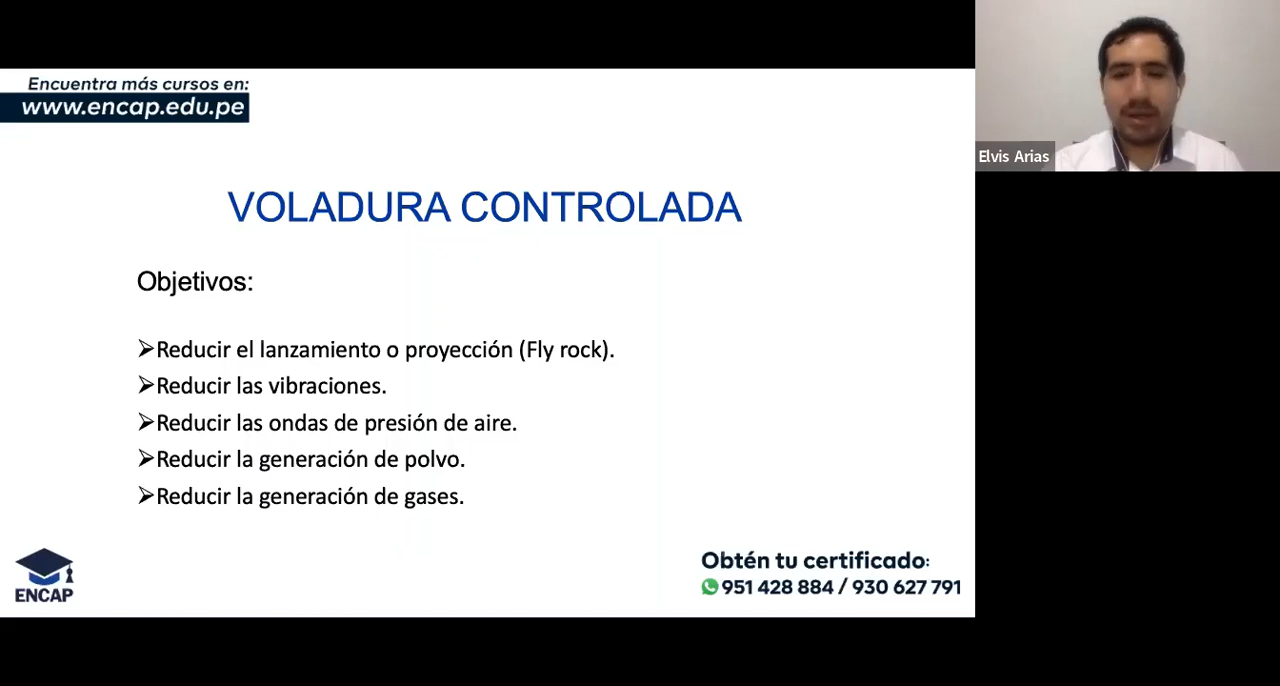 Encuentra más cursos en:
www.encap.edu.pe
Elvis Arias
VOLADURA CONTROLADA
Objetivos:
➢Reducir el lanzamiento o proyección (Fly rock).
➢Reducir las vibraciones.
➢Reducir las ondas de presión de aire.
➢Reducir la generación de polvo.
➢Reducir la generación de gases.
ENCAP
Obtén tu certificado:
951 428 884 / 930 627 791